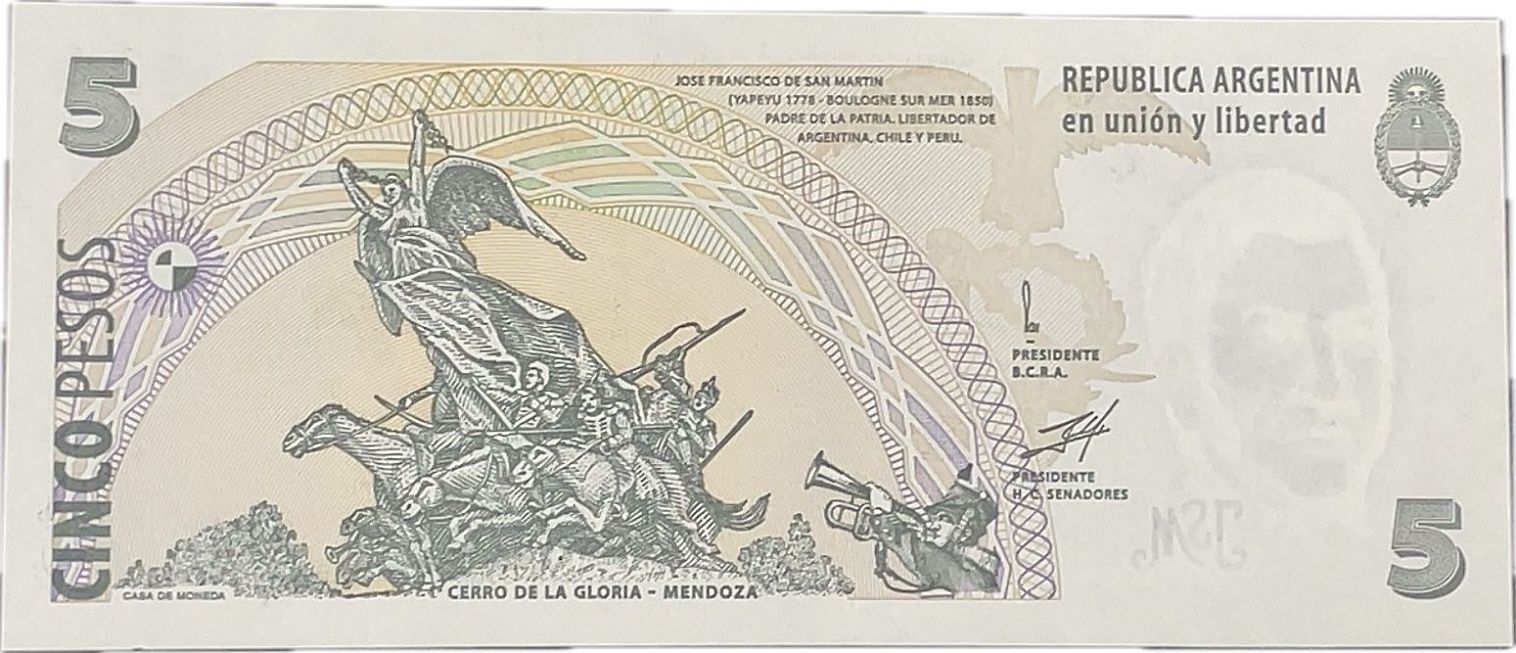 5
JOSE FRANCISCO DE SAN MARTIN
(YAPEYU 1778 - BOULOGNE SUR MER 1850)
PADRE DE LA PATRIA. LIBERTADOR DE
ARGENTINA, CHILE Y PERU.
REPUBLICA ARGENTINA
en unión y libertad
CINCO PESOS
PRESIDENTE
B.C.R.A.
PRESIDENTE
H. C. SENADORES
JSM
5
CASA DE MONEDA
CERRO DE LA GLORIA - MENDOZA